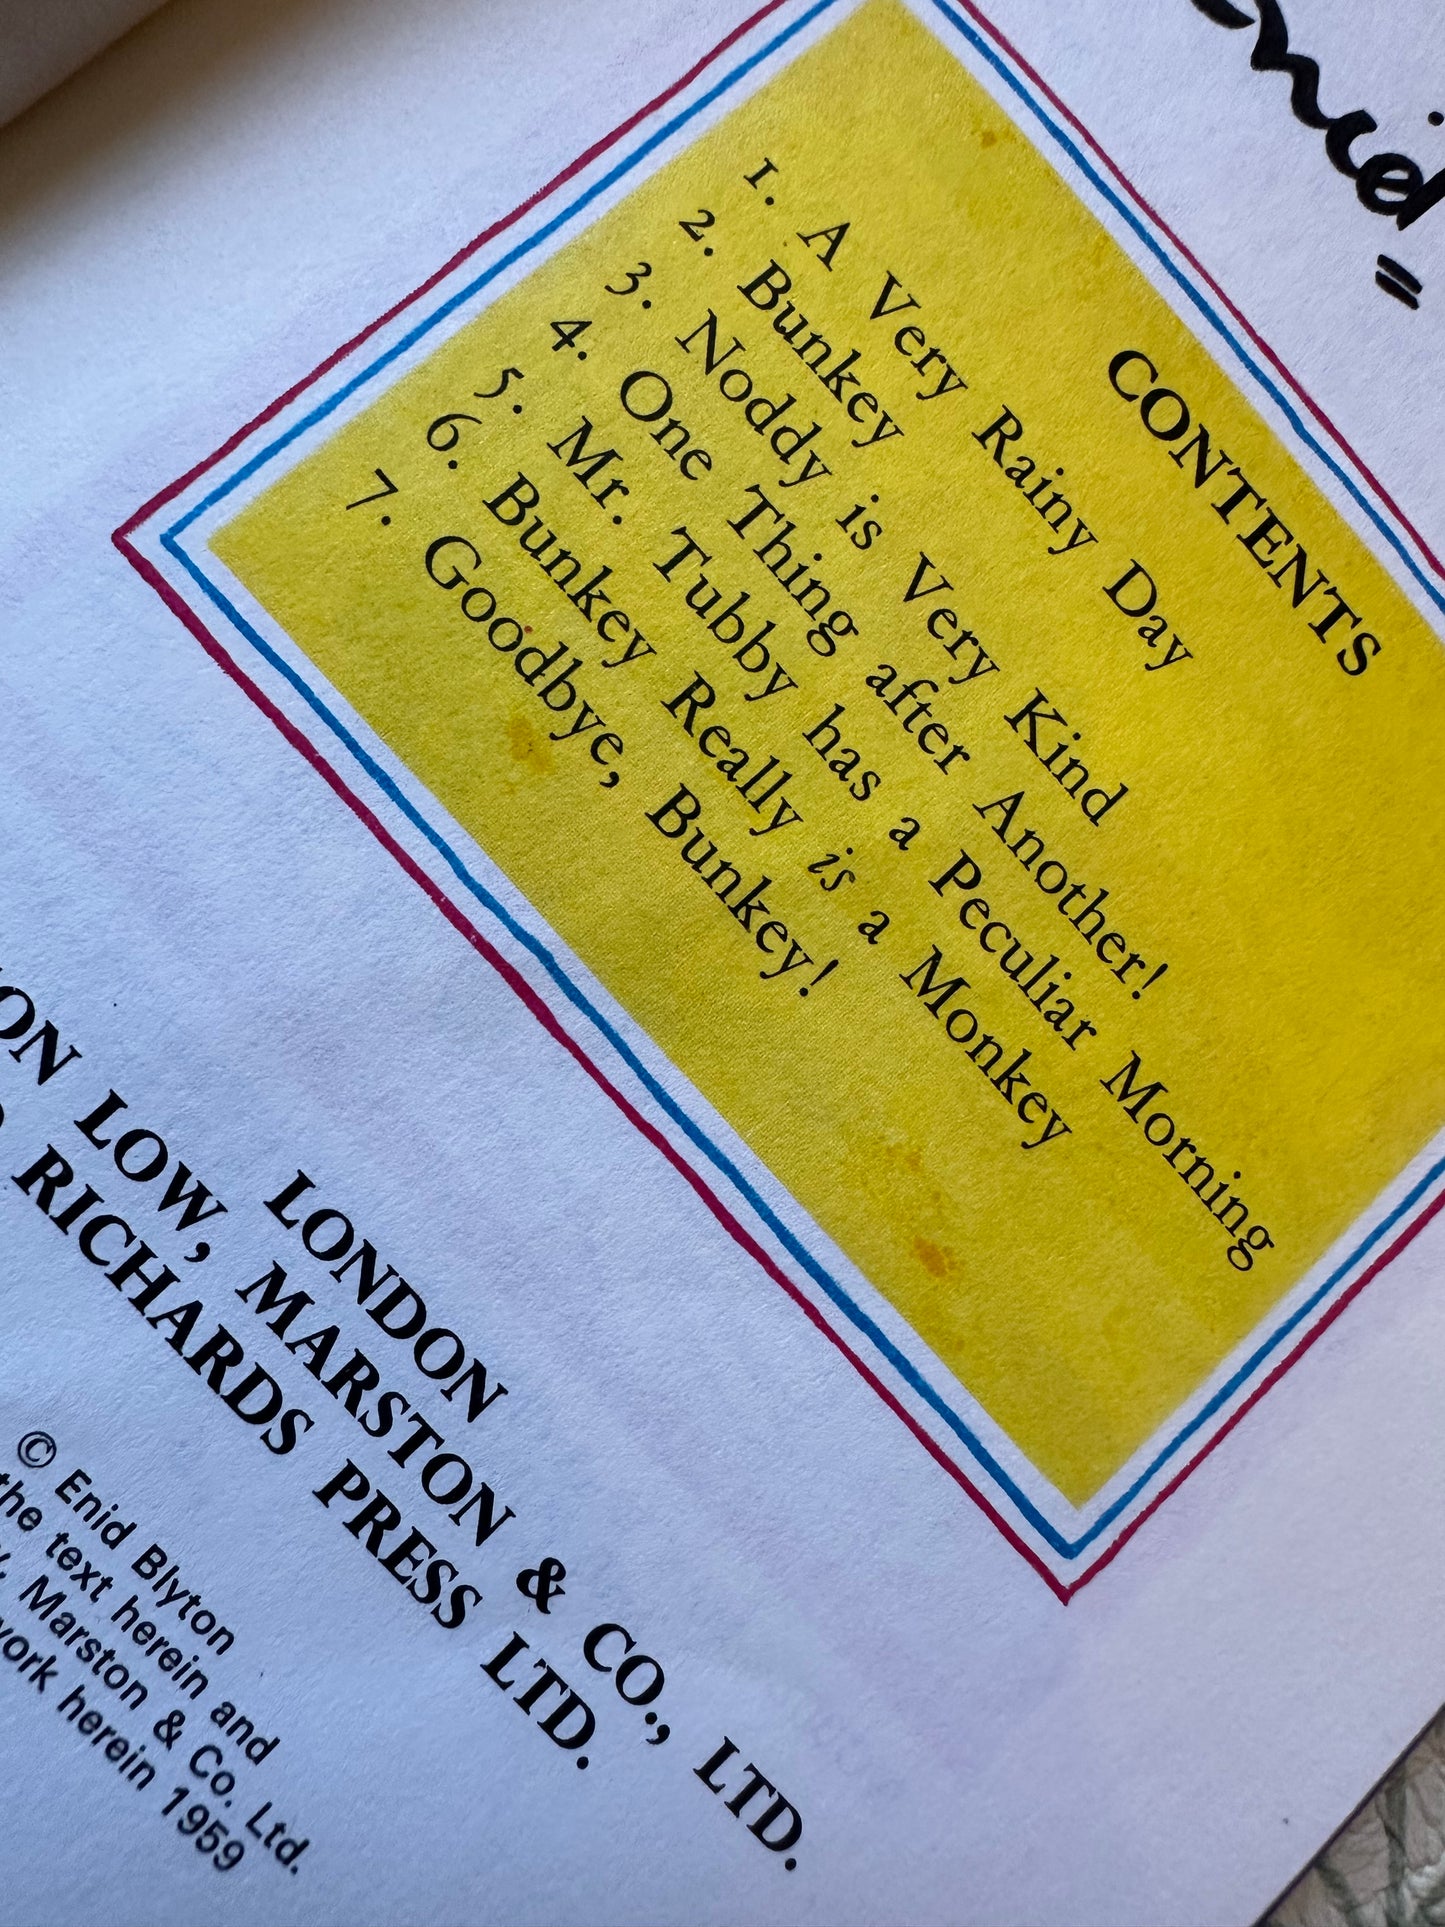 CONTENTS
1. A Very Rainy Day
2. Bunkey
3. Noddy is Very Kind
4. One Thing after Another!
5. Mr. Tubby has a Peculiar Morning
6. Bunkey Really is a Monkey
7. Goodbye, Bunkey!
LONDON
LOW, MARSTON & CO., LTD.
RICHARDS PRESS LTD.
© Enid Blyton
the text herein and
Marston & Co. Ltd.
herein 1959